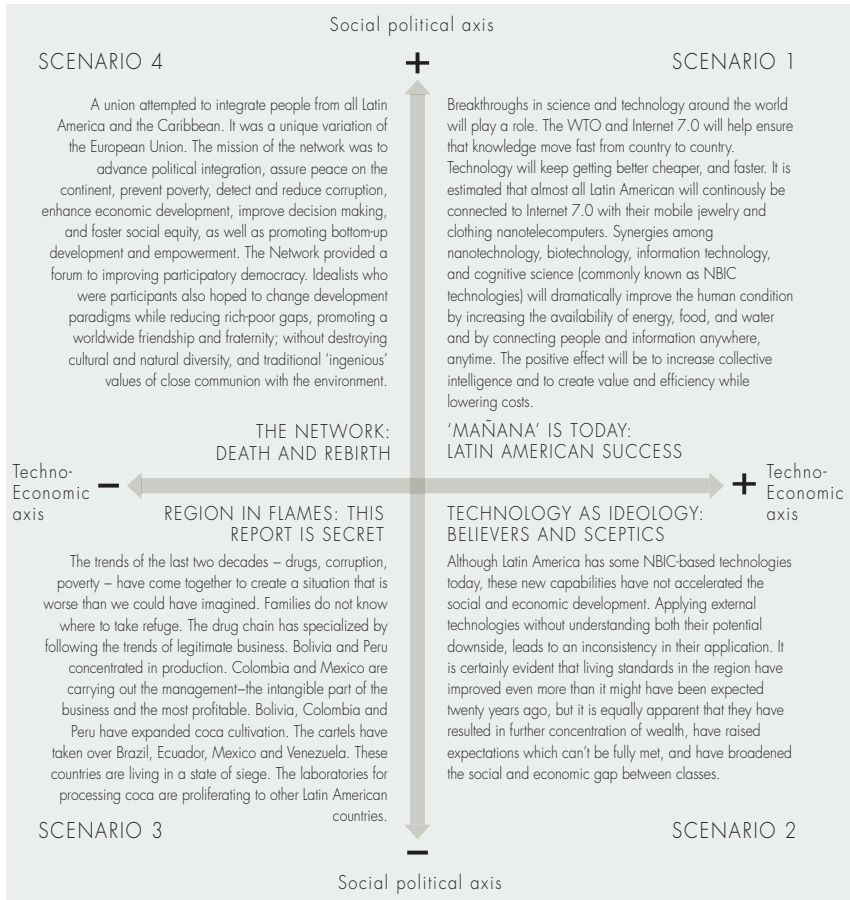 Social political axis
SCENARIO 4
A union attempted to integrate people from all Latin
America and the Caribbean. It was a unique variation of
the European Union. The mission of the network was to
advance political integration, assure peace on the
continent, prevent poverty, detect and reduce corruption,
enhance economic development, improve decision making,
and foster social equity, as well as promoting bottom-up
development and empowerment. The Network provided a
forum to improving participatory democracy. Idealists who
were participants also hoped to change development
paradigms while reducing rich-poor gaps, promoting a
worldwide friendship and fraternity; without destroying
cultural and natural diversity, and traditional ‘ingenious’
values of close communion with the environment.
THE NETWORK:
DEATH AND REBIRTH
+
SCENARIO 1
Breakthroughs in science and technology around the world
will play a role. The WTO and Internet 7.0 will help ensure
that knowledge move fast from country to country.
Technology will keep getting better cheaper, and faster. It is
estimated that almost all Latin American will continously be
connected to Internet 7.0 with their mobile jewelry and
clothing nanotelecomputers. Synergies among
nanotechnology, biotechnology, information technology,
and cognitive science (commonly known as NBIC
technologies) will dramatically improve the human condition
by increasing the availability of energy, food, and water
and by connecting people and information anywhere,
anytime. The positive effect will be to increase collective
intelligence and to create value and efficiency while
lowering costs.
‘MAÑANA’ IS TODAY:
LATIN AMERICAN SUCCESS
Techno-
Economic
axis
–
+
Techno-
Economic
axis
REGION IN FLAMES: THIS
REPORT IS SECRET
The trends of the last two decades – drugs, corruption,
poverty – have come together to create a situation that is
worse than we could have imagined. Families do not know
where to take refuge. The drug chain has specialized by
following the trends of legitimate business. Bolivia and Peru
concentrated in production. Colombia and Mexico are
carrying out the management–the intangible part of the
business and the most profitable. Bolivia, Colombia and
Peru have expanded coca cultivation. The cartels have
taken over Brazil, Ecuador, Mexico and Venezuela. These
countries are living in a state of siege. The laboratories for
processing coca are proliferating to other Latin American
countries.
SCENARIO 3
TECHNOLOGY AS IDEOLOGY:
BELIEVERS AND SCEPTICS
Although Latin America has some NBIC-based technologies
today, these new capabilities have not accelerated the
social and economic development. Applying external
technologies without understanding both their potential
downside, leads to an inconsistency in their application. It
is certainly evident that living standards in the region have
improved even more than it might have been expected
twenty years ago, but it is equally apparent that they have
resulted in further concentration of wealth, have raised
expectations which can’t be fully met, and have broadened
the social and economic gap between classes.
SCENARIO 2
–
Social political axis